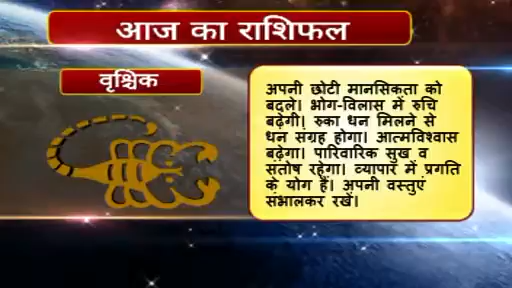 आज का राशिफल
वृश्चिक
अपनी छोटी मानसिकता को
बदले। भोग-विलास में रुचि
बढ़ेगी। रुका धन मिलने से
धन संग्रह होगा। आत्मविश्वास
बढ़ेगा। पारिवारिक सुख व
संतोष रहेगा। व्यापार में प्रगति
के योग हैं। अपनी वस्तुएं
संभालकर रखें।